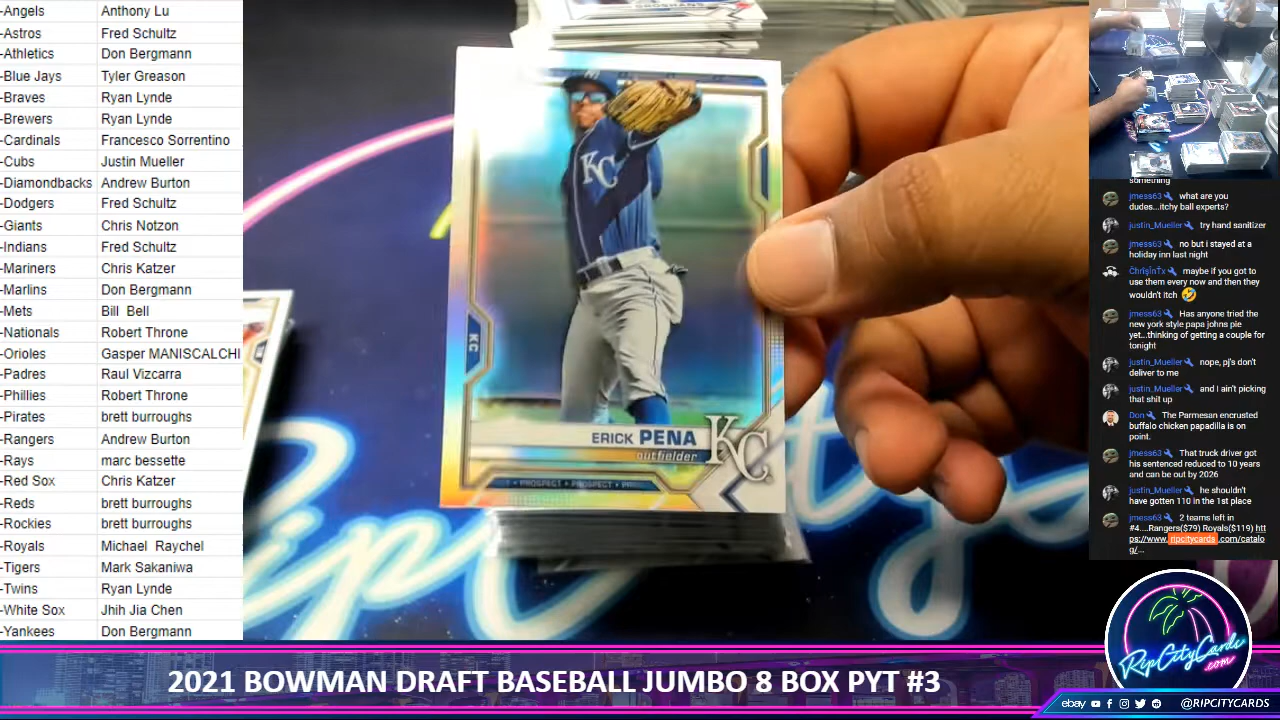 -Angels Anthony Lu
-Astros Fred Schultz
-Athletics Don Bergmann
-Blue Jays Tyler Greason
-Braves Ryan Lynde
-Brewers Ryan Lynde
-Cardinals Francesco Sorrentino
-Cubs Justin Mueller
-Diamondbacks Andrew Burton
-Dodgers Fred Schultz
-Giants Chris Notzon
-Indians Fred Schultz
-Mariners Chris Katzer
-Marlins Don Bergmann
-Mets Bill Bell
-Nationals Robert Throne
-Orioles Gasper MANISCALCHI
-Padres Raul Vizcarra
-Phillies Robert Throne
-Pirates brett burroughs
-Rangers Andrew Burton
-Rays marc bessette
-Red Sox Chris Katzer
-Reds brett burroughs
-Rockies brett burroughs
-Royals Michael Raychel
-Tigers Mark Sakaniwa
-Twins Ryan Lynde
-White Sox Jhih Jia Chen
-Yankees Don Bergmann
KC
KC
ERICK PENA
outfielder
KC
• PROSPECT • PROSPECT •
something
jmess63 what are you
dudes...itchy ball experts?
justin_Mueller try hand sanitizer
jmess63 no but i stayed at a
holiday inn last night
ChrïşÍnŤx maybe if you got to
use them every now and then they
wouldn't itch 🤣
jmess63 Has anyone tried the
new york style papa johns pie
yet...thinking of getting a couple for
tonight
justin_Mueller nope, pj's don't
deliver to me
justin_Mueller and I ain't picking
that shit up
Don The Parmesan encrusted
buffalo chicken papadilla is on
point.
jmess63 That truck driver got
his sentenced reduced to 10 years
and can be out by 2026
justin_Mueller he shouldn't
have gotten 110 in the 1st place
jmess63 2 teams left in
#4....Rangers($79) Royals($119) htt
ps://www.ripcitycards.com/catalo
g/...
RipCityCards
.com
2021 BOWMAN DRAFT BASEBALL JUMBO 8 BOX PYT #3
ebay @RIPCITYCARDS